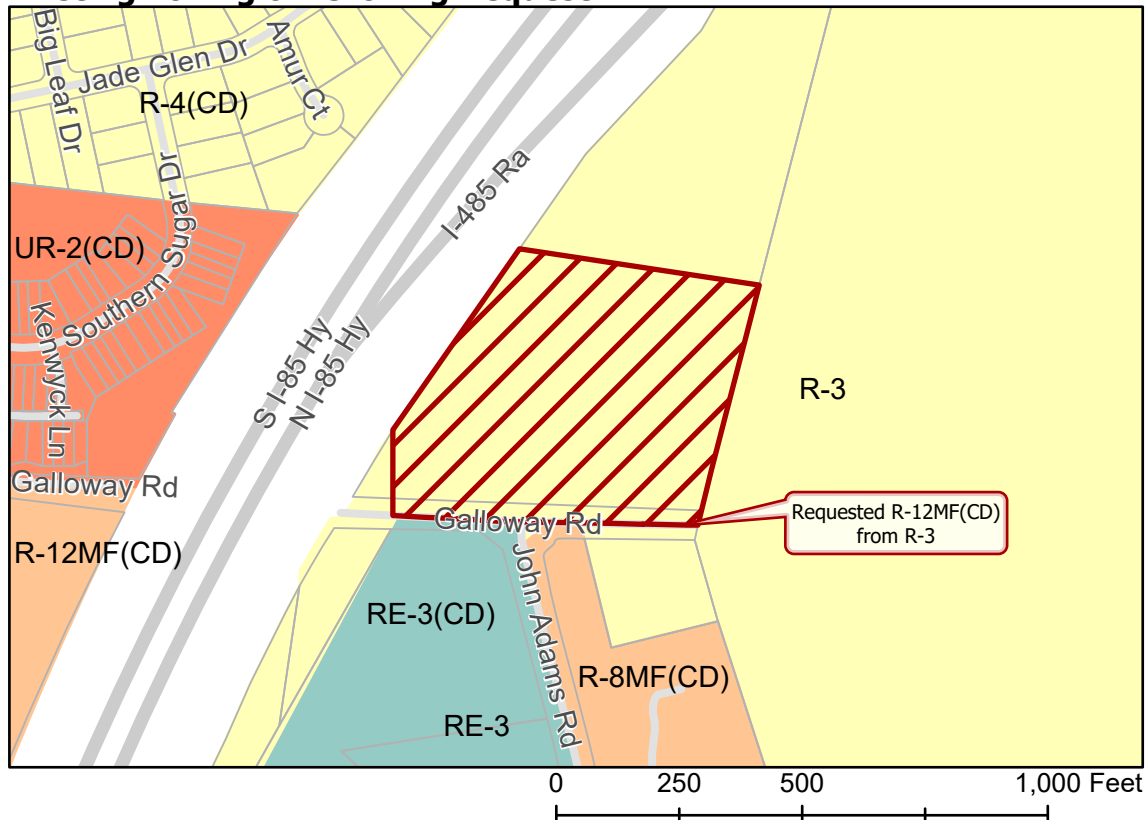 Big Leaf Dr
Jade Glen Dr
Amur Ct
R-4(CD)
Southern Sugar Dr
UR-2(CD)
Kenwyck Ln
Galloway Rd
R-12MF(CD)
S I-85 Hy
N I-85 Hy
I-485 Ra
R-3
Galloway Rd
Requested R-12MF(CD)
from R-3
John Adams Rd
RE-3(CD)
R-8MF(CD)
RE-3
0 250 500 1,000 Feet